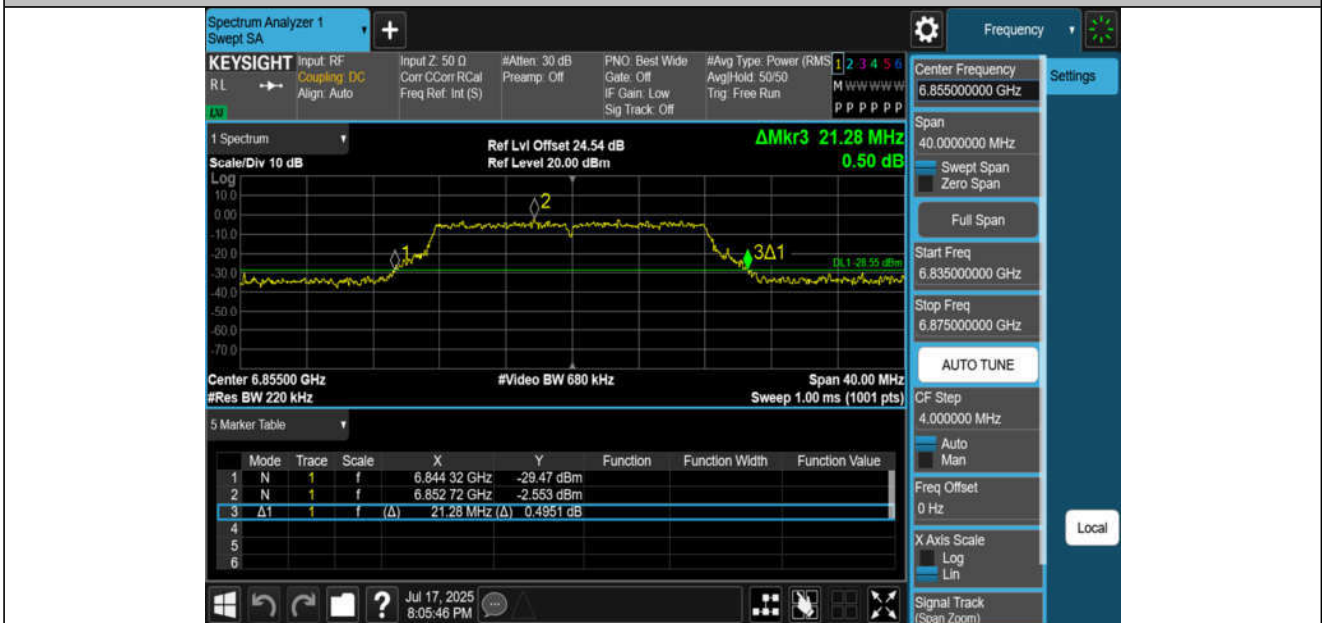 Spectrum Analyzer 1
Swept SA
Frequency
KEYSIGHT
RL
LXI
Input: RF
Coupling: DC
Align: Auto
Input Z: 50 Ω
Corr CCorr RCal
Freq Ref: Int (S)
#Atten: 30 dB
Preamp: Off
PNO: Best Wide
Gate: Off
IF Gain: Low
Sig Track: Off
#Avg Type: Power (RMS
Avg|Hold: 50/50
Trig: Free Run
1 2 3 4 5 6
M W W W W W
P P P P P P
1 Spectrum
Scale/Div 10 dB
Ref Lvl Offset 24.54 dB
Ref Level 20.00 dBm
ΔMkr3 21.28 MHz
0.50 dB
Log
10.0
0.00
-10.0
-20.0
-30.0
-40.0
-50.0
-60.0
-70.0
1
2
3Δ1
DL1 -28.55 dBm
Center 6.85500 GHz
#Video BW 680 kHz
Span 40.00 MHz
#Res BW 220 kHz
Sweep 1.00 ms (1001 pts)
5 Marker Table
Mode Trace Scale X Y Function Function Width Function Value
1 N 1 f 6.844 32 GHz -29.47 dBm
2 N 1 f 6.852 72 GHz -2.553 dBm
3 Δ1 1 f (Δ) 21.28 MHz (Δ) 0.4951 dB
4
5
6
?
Jul 17, 2025
8:05:46 PM
Center Frequency
6.855000000 GHz
Span
40.0000000 MHz
Swept Span
Zero Span
Full Span
Start Freq
6.835000000 GHz
Stop Freq
6.875000000 GHz
AUTO TUNE
CF Step
4.000000 MHz
Auto
Man
Freq Offset
0 Hz
X Axis Scale
Log
Lin
Signal Track
(Span Zoom)
Settings
Local